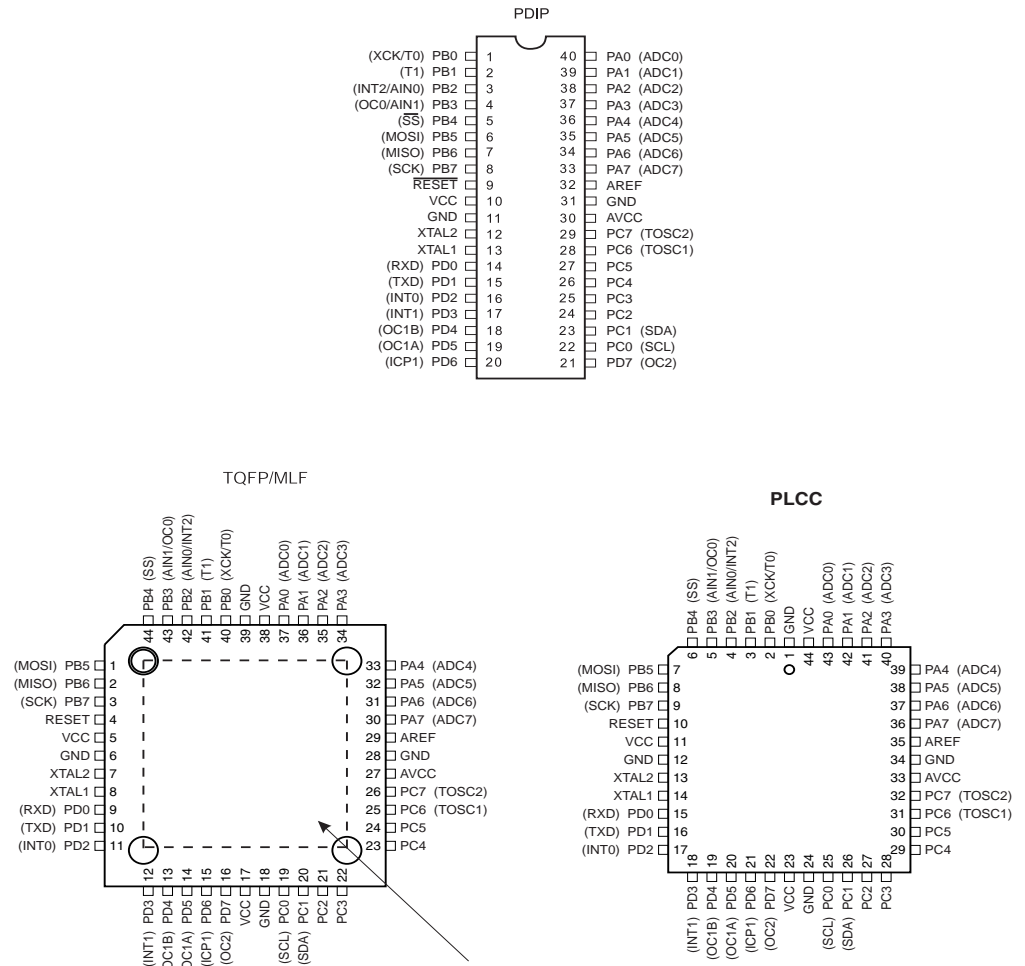 PDIP
(XCK/T0) PB0 1 40 PA0 (ADC0)
(T1) PB1 2 39 PA1 (ADC1)
(INT2/AIN0) PB2 3 38 PA2 (ADC2)
(OC0/AIN1) PB3 4 37 PA3 (ADC3)
(SS) PB4 5 36 PA4 (ADC4)
(MOSI) PB5 6 35 PA5 (ADC5)
(MISO) PB6 7 34 PA6 (ADC6)
(SCK) PB7 8 33 PA7 (ADC7)
RESET 9 32 AREF
VCC 10 31 GND
GND 11 30 AVCC
XTAL2 12 29 PC7 (TOSC2)
XTAL1 13 28 PC6 (TOSC1)
(RXD) PD0 14 27 PC5
(TXD) PD1 15 26 PC4
(INT0) PD2 16 25 PC3
(INT1) PD3 17 24 PC2
(OC1B) PD4 18 23 PC1 (SDA)
(OC1A) PD5 19 22 PC0 (SCL)
(ICP1) PD6 20 21 PD7 (OC2)
TQFP/MLF
PB4 (SS)
PB3 (AIN1/OC0)
PB2 (AIN0/INT2)
PB1 (T1)
PB0 (XCK/T0)
GND
VCC
PA0 (ADC0)
PA1 (ADC1)
PA2 (ADC2)
PA3 (ADC3)
44 43 42 41 40 39 38 37 36 35 34
(MOSI) PB5 1 33 PA4 (ADC4)
(MISO) PB6 2 32 PA5 (ADC5)
(SCK) PB7 3 31 PA6 (ADC6)
RESET 4 30 PA7 (ADC7)
VCC 5 29 AREF
GND 6 28 GND
XTAL2 7 27 AVCC
XTAL1 8 26 PC7 (TOSC2)
(RXD) PD0 9 25 PC6 (TOSC1)
(TXD) PD1 10 24 PC5
(INT0) PD2 11 23 PC4
12 13 14 15 16 17 18 19 20 21 22
(INT1) PD3
OC1B) PD4
OC1A) PD5
(ICP1) PD6
(OC2) PD7
VCC
GND
(SCL) PC0
(SDA) PC1
PC2
PC3
PLCC
PB4 (SS)
PB3 (AIN1/OC0)
PB2 (AIN0/INT2)
PB1 (T1)
PB0 (XCK/T0)
GND
VCC
PA0 (ADC0)
PA1 (ADC1)
PA2 (ADC2)
PA3 (ADC3)
6 5 4 3 2 1 44 43 42 41 40
(MOSI) PB5 7 39 PA4 (ADC4)
(MISO) PB6 8 38 PA5 (ADC5)
(SCK) PB7 9 37 PA6 (ADC6)
RESET 10 36 PA7 (ADC7)
VCC 11 35 AREF
GND 12 34 GND
XTAL2 13 33 AVCC
XTAL1 14 32 PC7 (TOSC2)
(RXD) PD0 15 31 PC6 (TOSC1)
(TXD) PD1 16 30 PC5
(INT0) PD2 17 29 PC4
18 19 20 21 22 23 24 25 26 27 28
(INT1) PD3
(OC1B) PD4
(OC1A) PD5
(ICP1) PD6
(OC2) PD7
VCC
GND
(SCL) PC0
(SDA) PC1
PC2
PC3